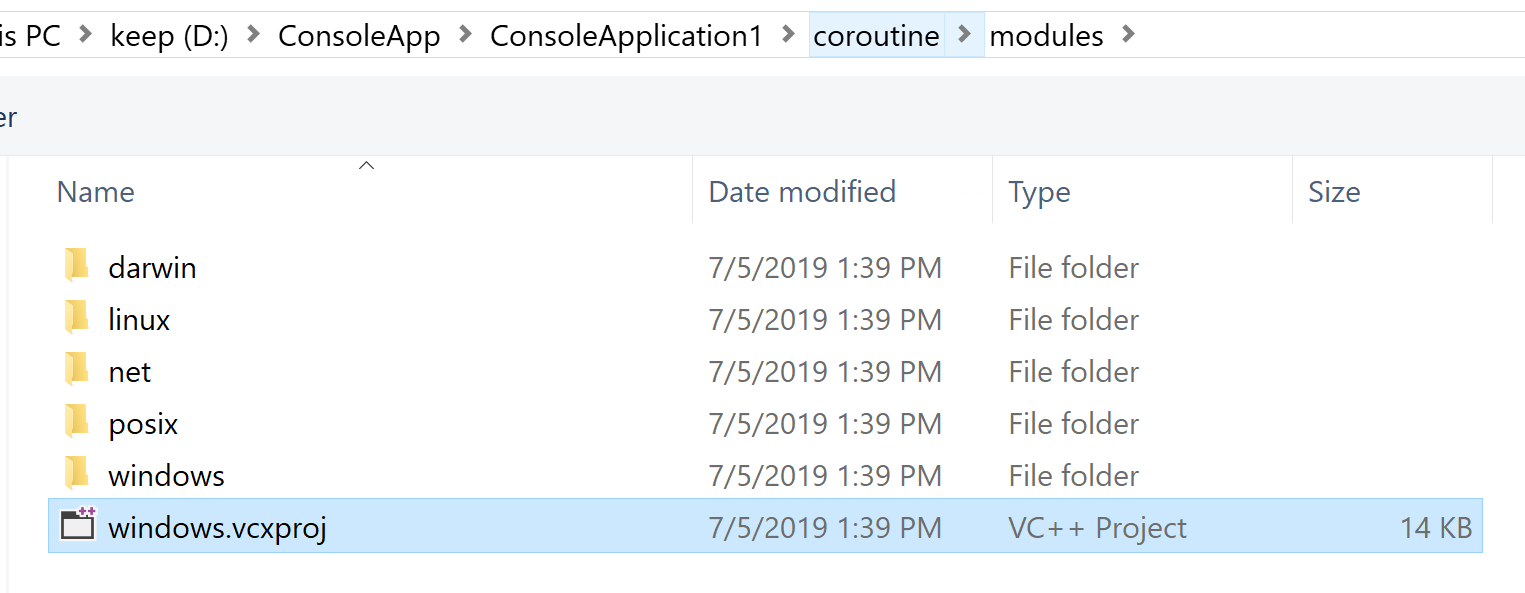 is PC > keep (D:) > ConsoleApp > ConsoleApplication1 > coroutine > modules >
er
Name Date modified Type Size
darwin 7/5/2019 1:39 PM File folder
linux 7/5/2019 1:39 PM File folder
net 7/5/2019 1:39 PM File folder
posix 7/5/2019 1:39 PM File folder
windows 7/5/2019 1:39 PM File folder
windows.vcxproj 7/5/2019 1:39 PM VC++ Project 14 KB